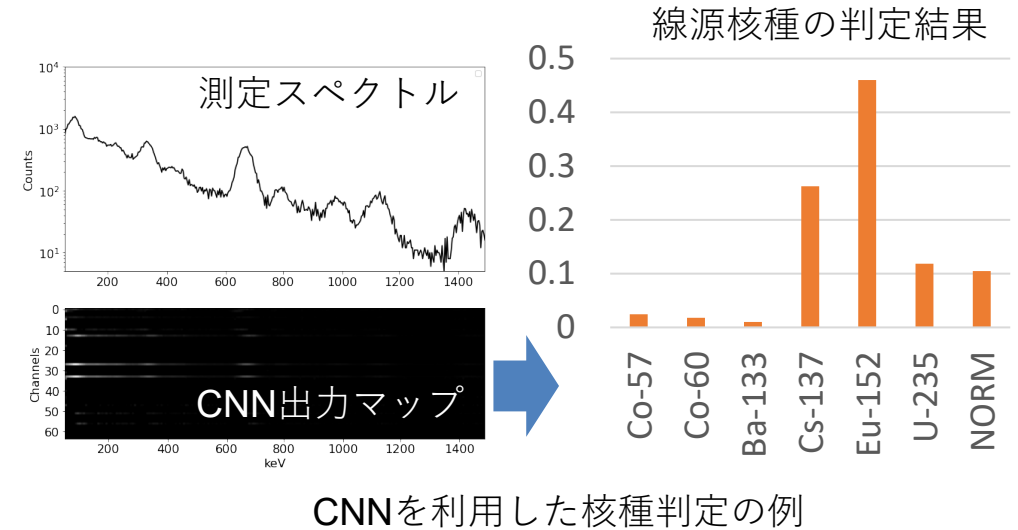 線源核種の判定結果
測定スペクトル
10⁴
10³
10²
10¹
Counts
200 400 600 800 1000 1200 1400
0
10
20
30
40
50
60
Channels
CNN出力マップ
200 400 600 800 1000 1200 1400
keV
0.5
0.4
0.3
0.2
0.1
0
Co-57
Co-60
Ba-133
Cs-137
Eu-152
U-235
NORM
CNNを利用した核種判定の例